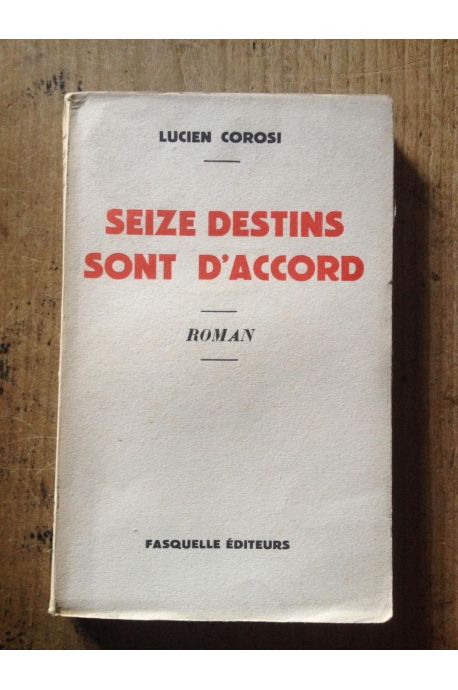 LUCIEN COROSI
SEIZE DESTINS
SONT D'ACCORD
ROMAN
FASQUELLE ÉDITEURS